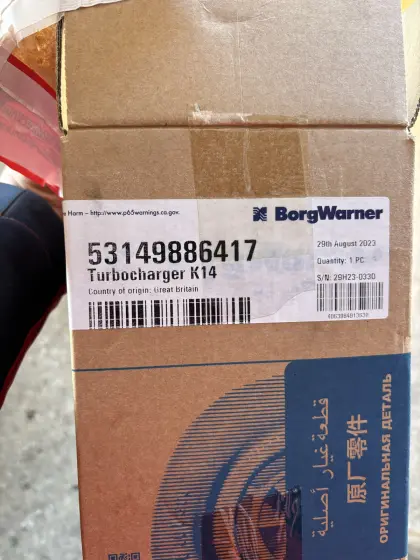 e Harm – http://www.p65warnings.ca.gov.
BorgWarner
53149886417
Turbocharger K14
Country of origin: Great Britain
29th August 2023
Quantity: 1 PC
S/N: 29H23-0330
قطعة غيار أصلية
原厂零件
ОРИГИНАЛЬНАЯ ДЕТАЛЬ